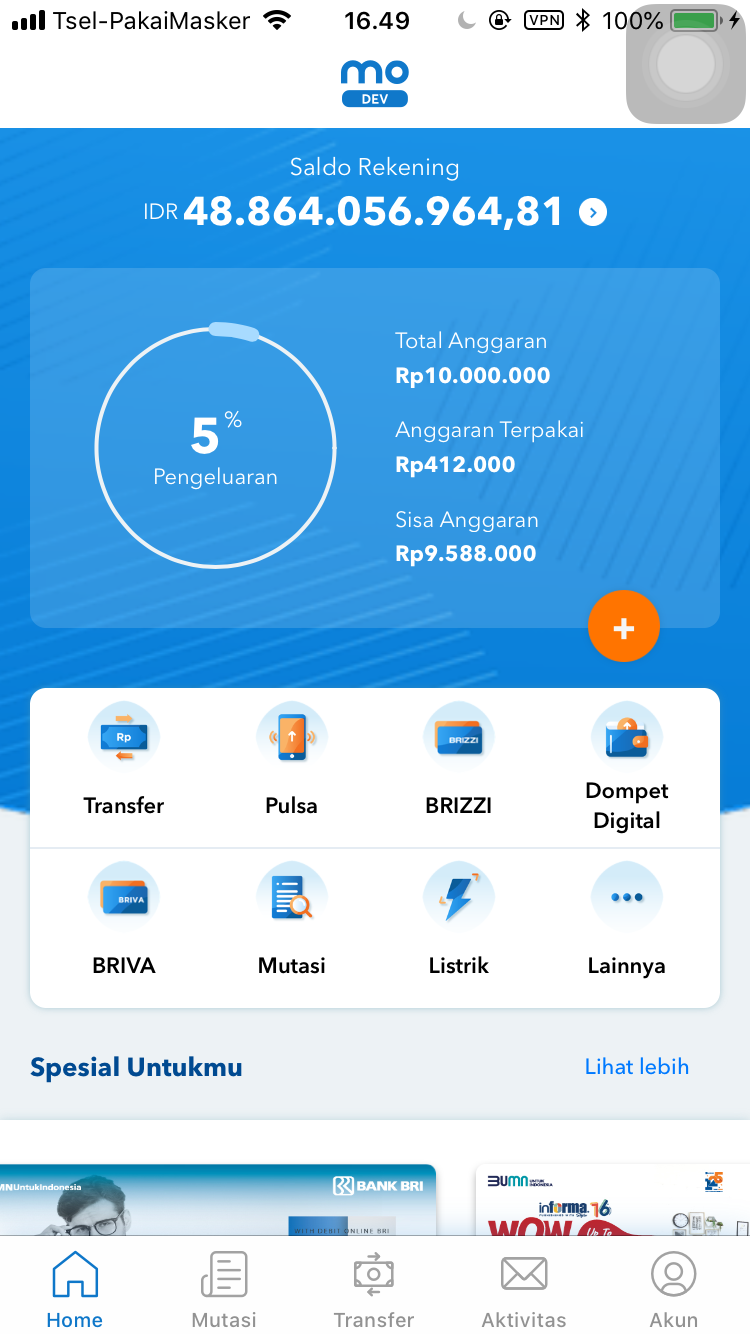 Tsel-PakaiMasker 16.49 VPN 100%
mo
DEV
Saldo Rekening
IDR 48.864.056.964,81
5%
Pengeluaran
Total Anggaran
Rp10.000.000
Anggaran Terpakai
Rp412.000
Sisa Anggaran
Rp9.588.000
+
Rp
BRIZZI
Transfer Pulsa BRIZZI Dompet Digital
BRIVA
BRIVA Mutasi Listrik Lainnya
Spesial Untukmu Lihat lebih
MNUntukIndonesia BANK BRI
WITH DEBIT ONLINE BRI
BUMN UNTUK INDONESIA
informa 16
WOW Up To
Home Mutasi Transfer Aktivitas Akun